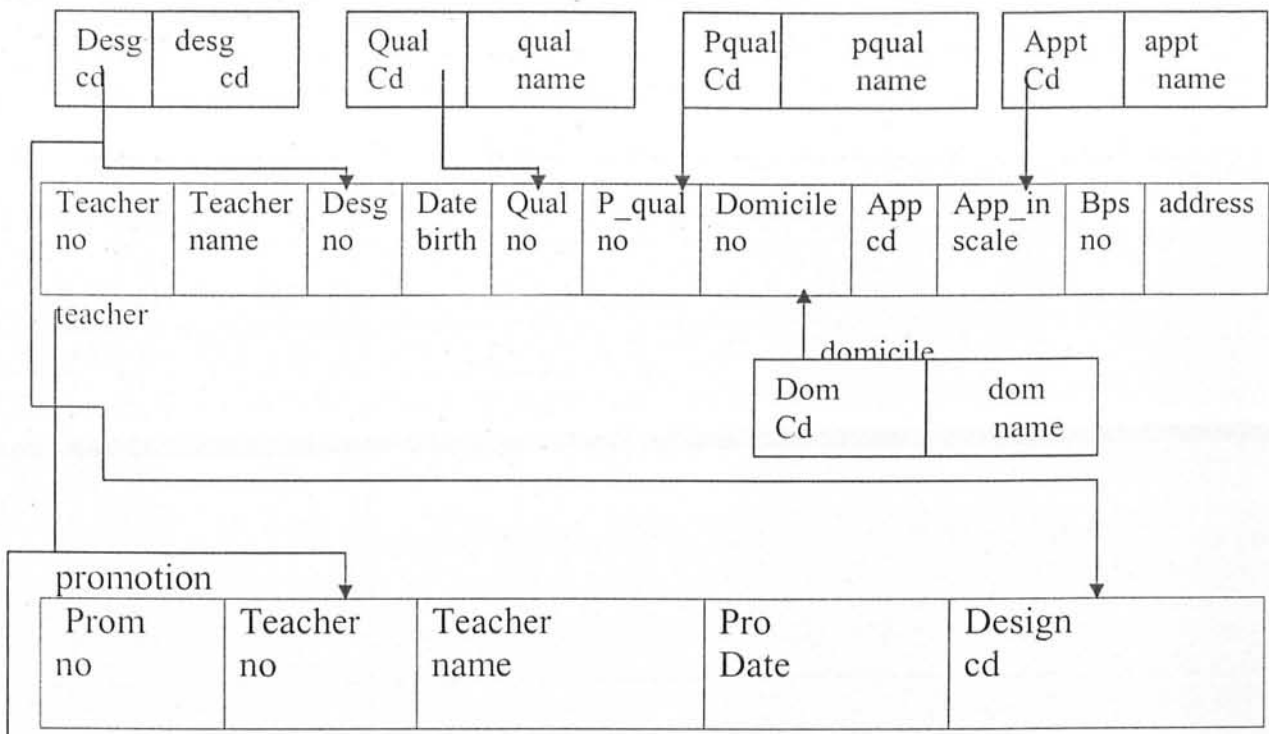 Desg desg Qual qual Pqual pqual Appt appt
cd cd Cd name Cd name Cd name
Teacher Teacher Desg Date Qual P_qual Domicile App App_in Bps address
no name no birth no no no cd scale no
teacher
domicile
Dom dom
Cd name
promotion
Prom Teacher Teacher Pro Design
no no name Date cd